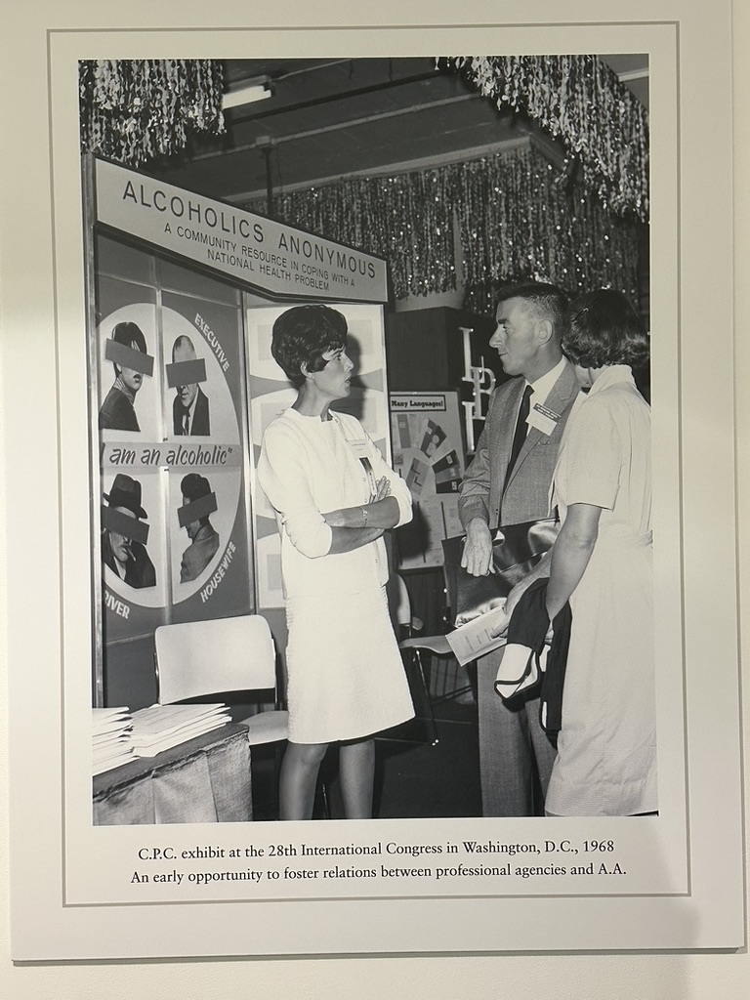 ALCOHOLICS ANONYMOUS
A COMMUNITY RESOURCE IN COPING WITH A
NATIONAL HEALTH PROBLEM
EXECUTIVE
am an alcoholic"
RIVER
HOUSEWIFE
Many Languages!
C.P.C. exhibit at the 28th International Congress in Washington, D.C., 1968
An early opportunity to foster relations between professional agencies and A.A.